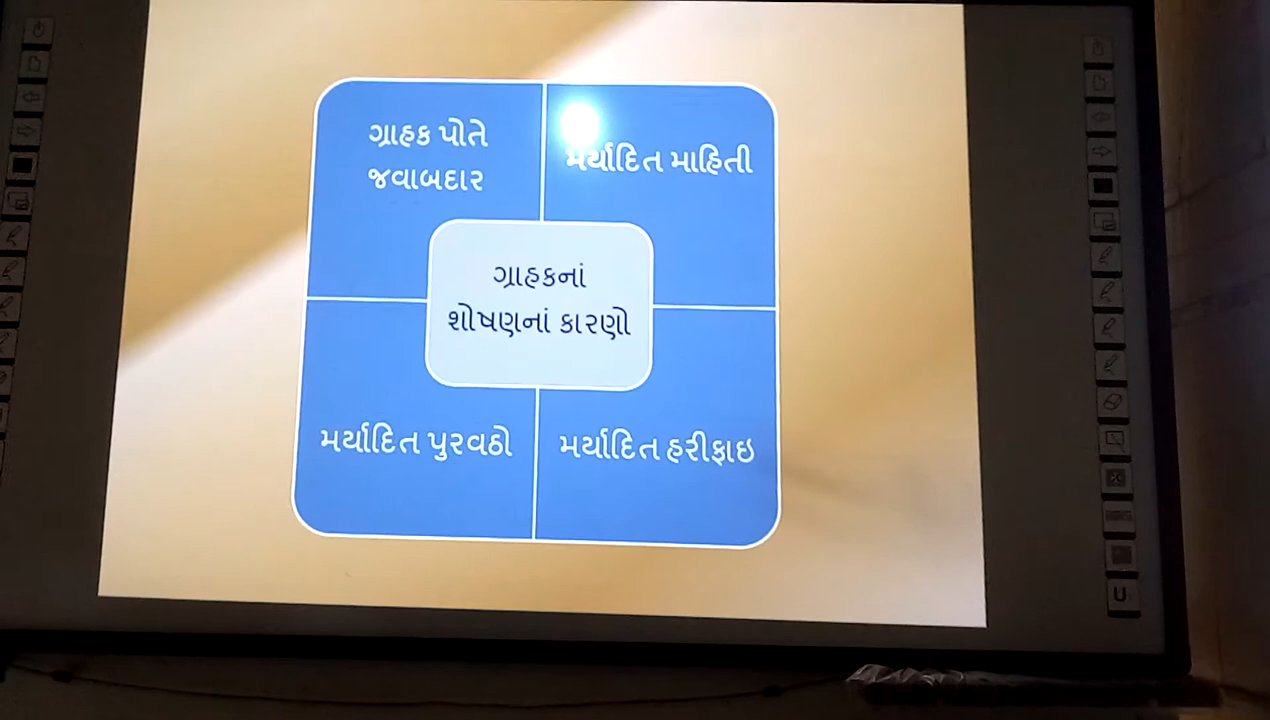 ગ્રાહક પોતે
જવાબદાર
મર્યાદિત માહિતી
ગ્રાહકનાં
શોષણનાં કારણો
મર્યાદિત પુરવઠો
મર્યાદિત હરીફાઇ